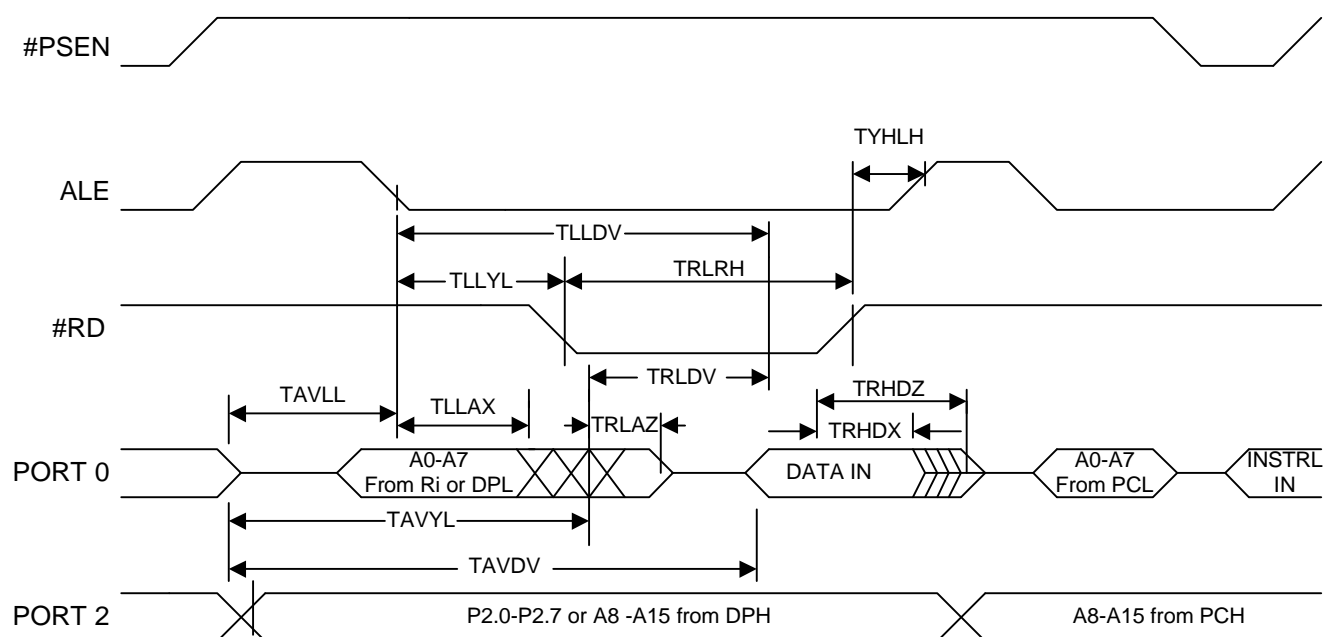 #PSEN
TYHLH
ALE
TLLDV
TLLYL
TRLRH
#RD
TRLDV
TAVLL
TLLAX
TRLAZ
TRHDZ
TRHDX
PORT 0
A0-A7
From Ri or DPL
DATA IN
A0-A7
From PCL
INSTRL
IN
TAVYL
TAVDV
PORT 2
P2.0-P2.7 or A8 -A15 from DPH
A8-A15 from PCH